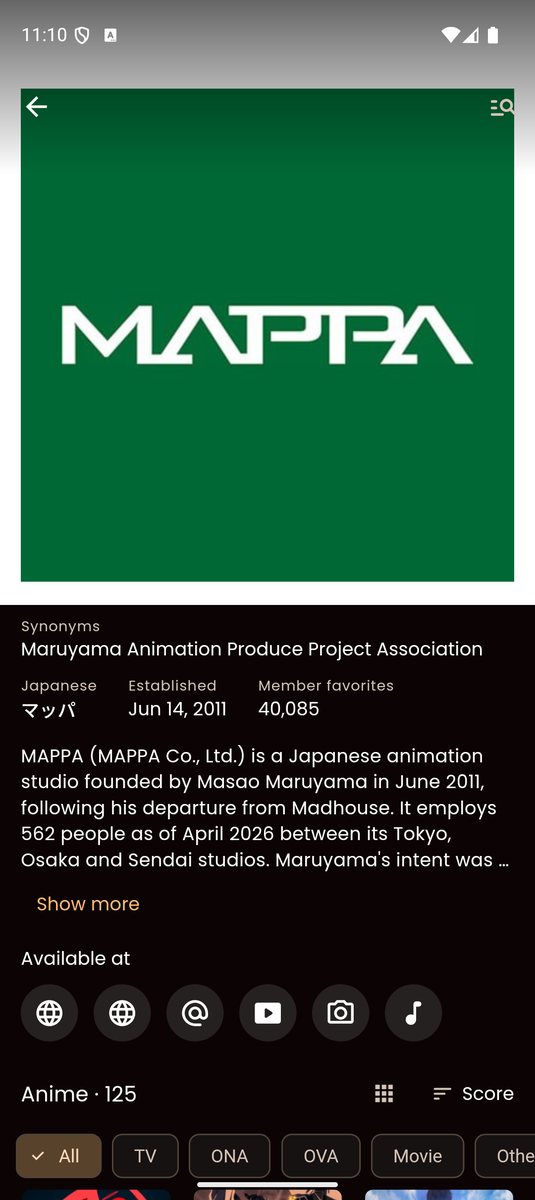 11:10
A
MAPPA
Synonyms
Maruyama Animation Produce Project Association
Japanese Established Member favorites
マッパ Jun 14, 2011 40,085
MAPPA (MAPPA Co., Ltd.) is a Japanese animation
studio founded by Masao Maruyama in June 2011,
following his departure from Madhouse. It employs
562 people as of April 2026 between its Tokyo,
Osaka and Sendai studios. Maruyama's intent was …
Show more
Available at
Anime · 125 Score
All TV ONA OVA Movie Othe